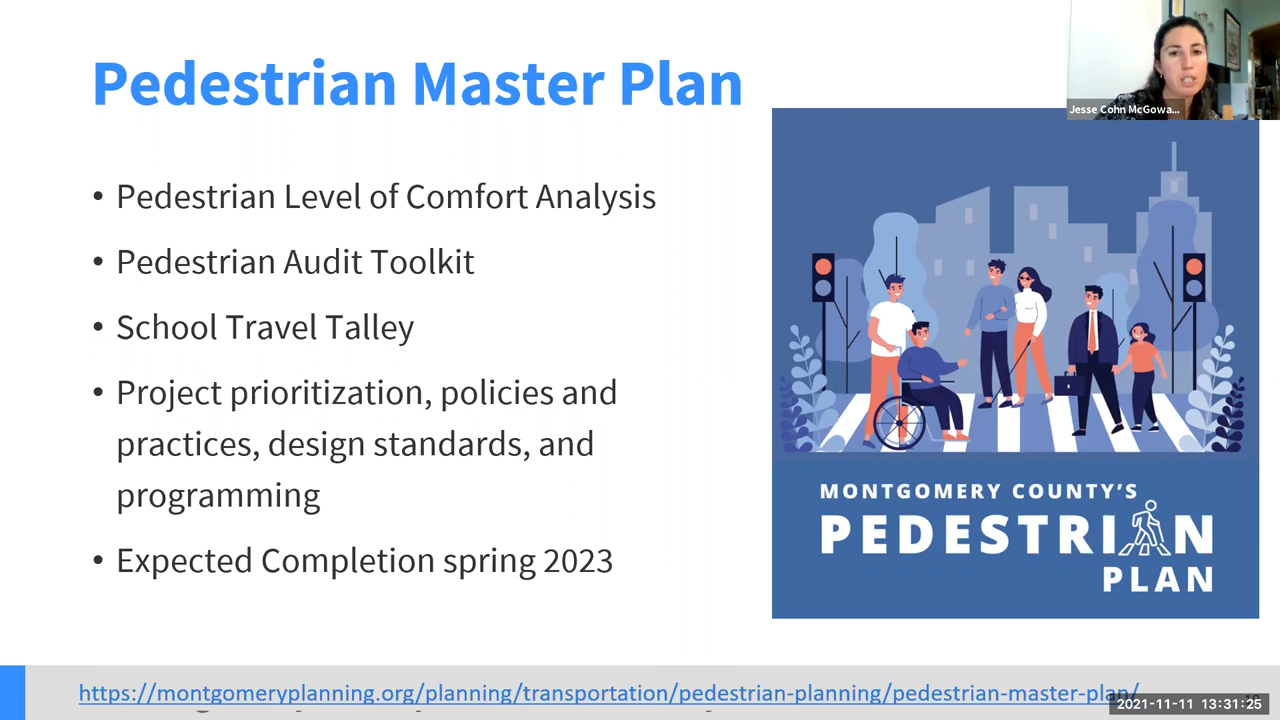 Pedestrian Master Plan
Jesse Cohn McGowa...
• Pedestrian Level of Comfort Analysis
• Pedestrian Audit Toolkit
• School Travel Talley
• Project prioritization, policies and
practices, design standards, and
programming
• Expected Completion spring 2023
MONTGOMERY COUNTY'S
PEDESTRIAN
PLAN
https://montgomeryplanning.org/planning/transportation/pedestrian-planning/pedestrian-master-plan/
2021-11-11 13:31:25